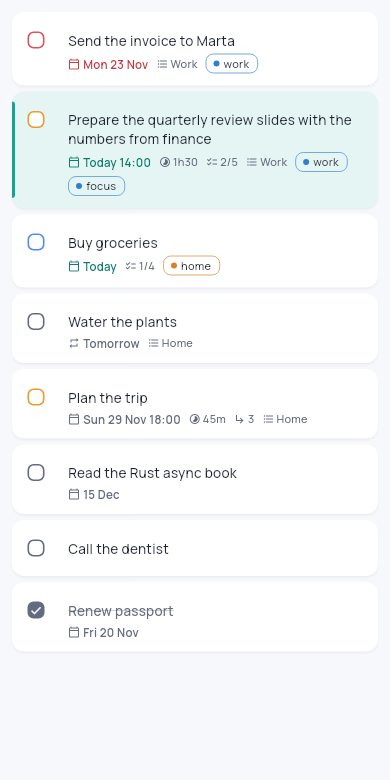 Send the invoice to Marta
Mon 23 Nov Work work
Prepare the quarterly review slides with the
numbers from finance
Today 14:00 1h30 2/5 Work work
focus
Buy groceries
Today 1/4 home
Water the plants
Tomorrow Home
Plan the trip
Sun 29 Nov 18:00 45m 3 Home
Read the Rust async book
15 Dec
Call the dentist
Renew passport
Fri 20 Nov